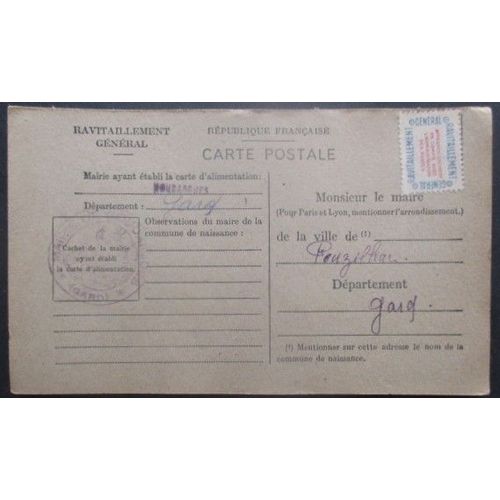 RAVITAILLEMENT
GÉNÉRAL
RÉPUBLIQUE FRANÇAISE
CARTE POSTALE
RAVITAILLEMENT
GÉNÉRAL
RAVITAILLEMENT
GÉNÉRAL
Mairie ayant établi la carte d'alimentation:
Département : Gard
Observations du maire de la
commune de naissance :
Cachet de la mairie
ayant établi
la carte d'alimentation.
(GARD)
Monsieur le maire
(Pour Paris et Lyon, mentionner l'arrondissement.)
de la ville de (1)
Pouzilhac
Département
Gard.
(1) Mentionner sur cette adresse le nom de la
commune de naissance.